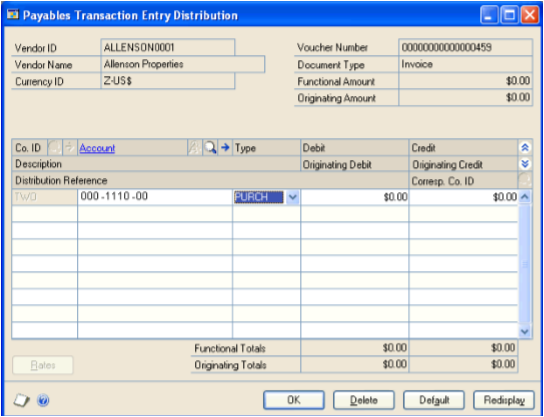 Payables Transaction Entry Distribution
Vendor ID ALLENSON0001 Voucher Number 00000000000000459
Vendor Name Allenson Properties Document Type Invoice
Currency ID Z-US$ Functional Amount $0.00
Originating Amount $0.00
Co. ID Account Type Debit Credit
Description Originating Debit Originating Credit
Distribution Reference Corresp. Co. ID
TWO 000 -1110 -00 PURCH $0.00 $0.00
Functional Totals $0.00 $0.00
Rates Originating Totals $0.00 $0.00
OK Delete Default Redisplay